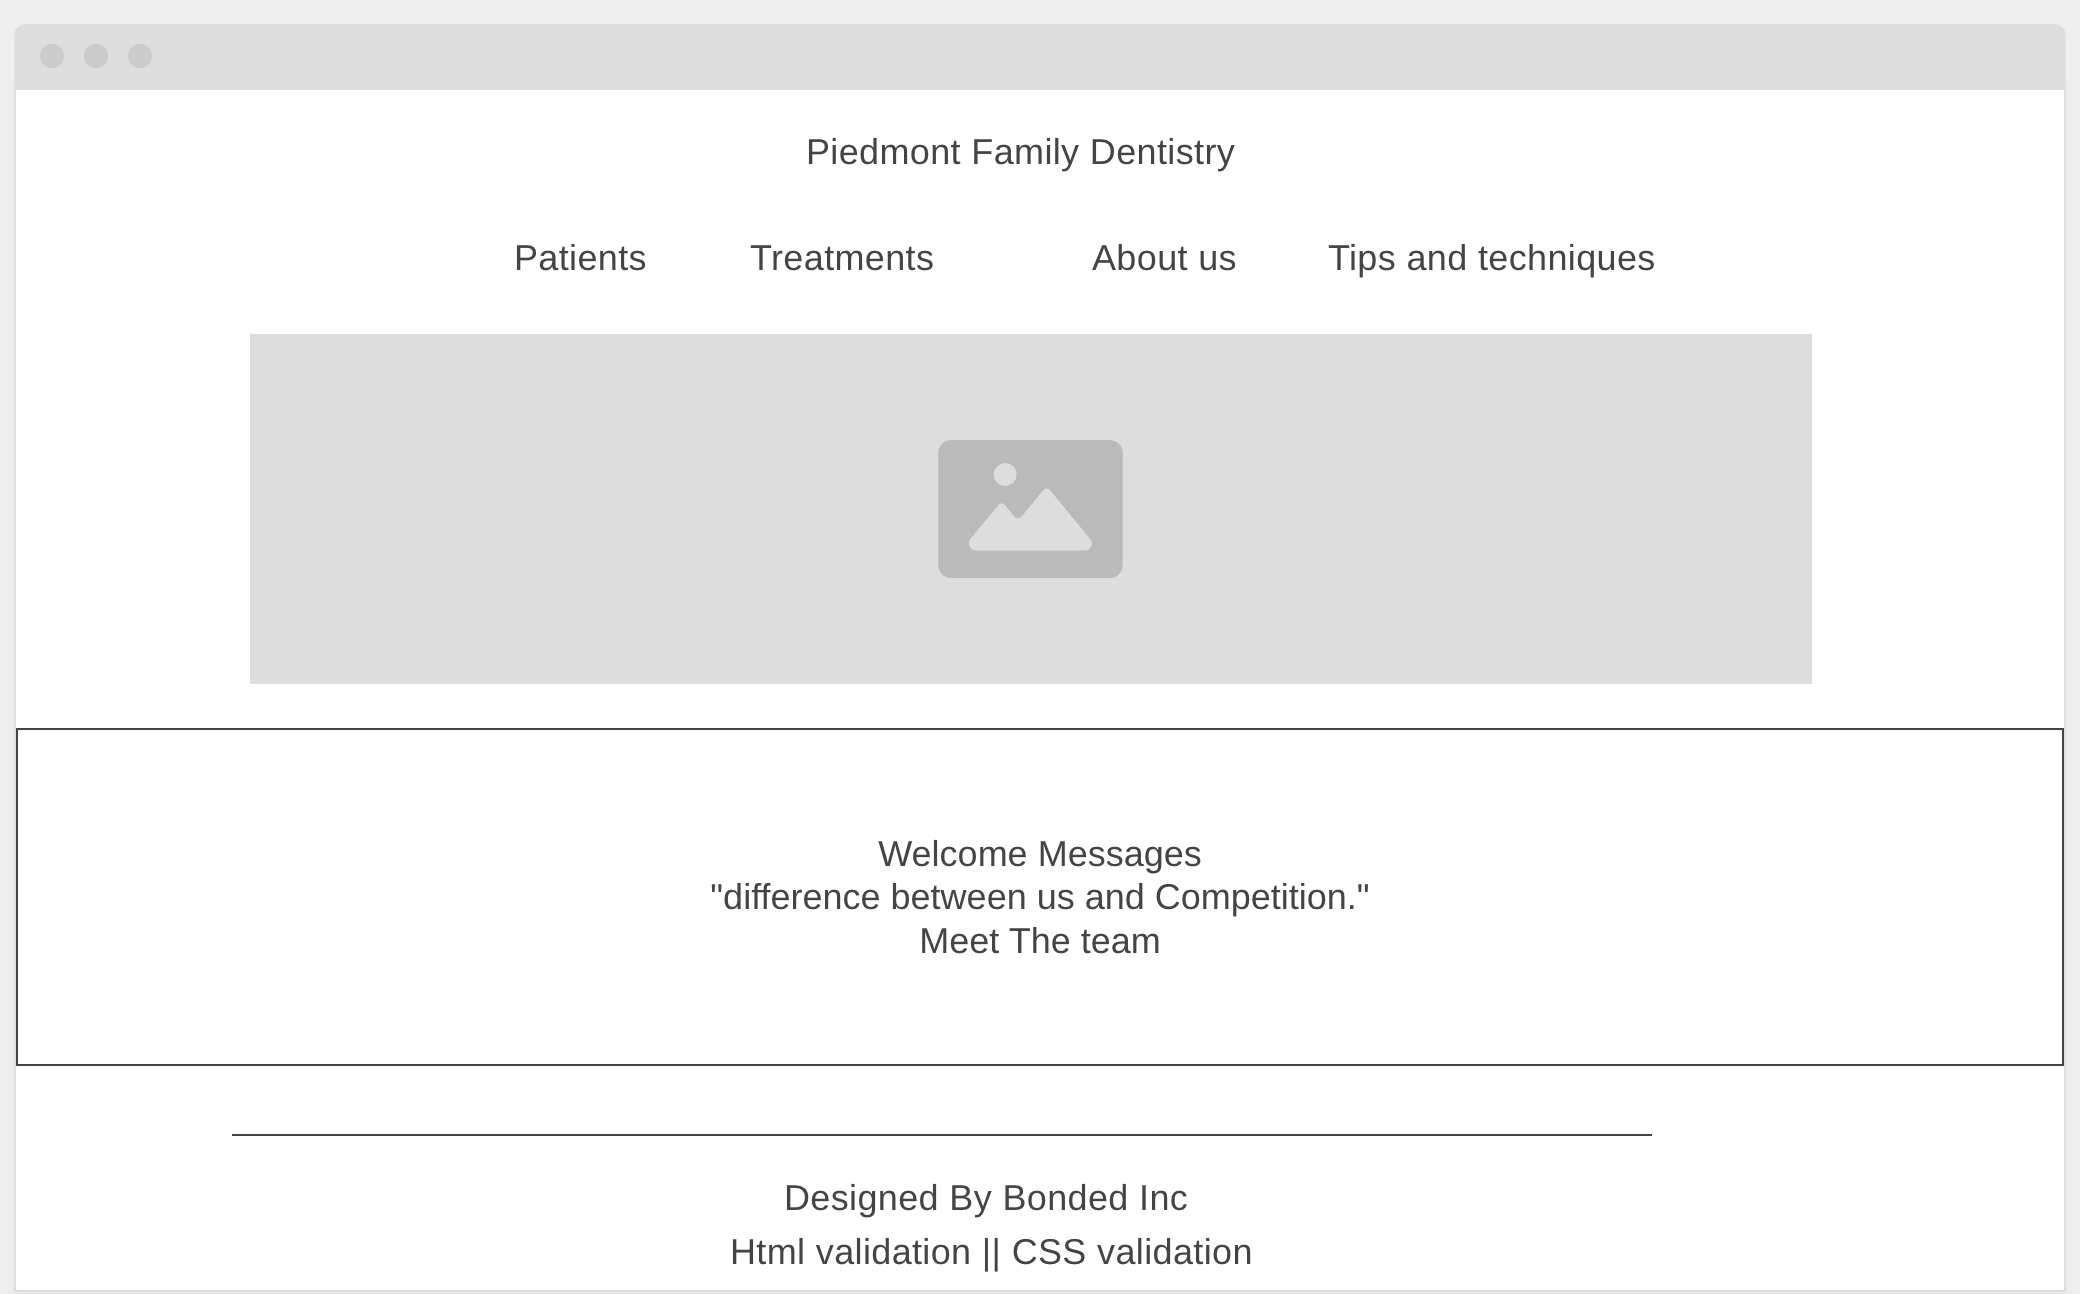 Piedmont Family Dentistry
Patients Treatments About us Tips and techniques
Welcome Messages
"difference between us and Competition."
Meet The team
Designed By Bonded Inc
Html validation || CSS validation